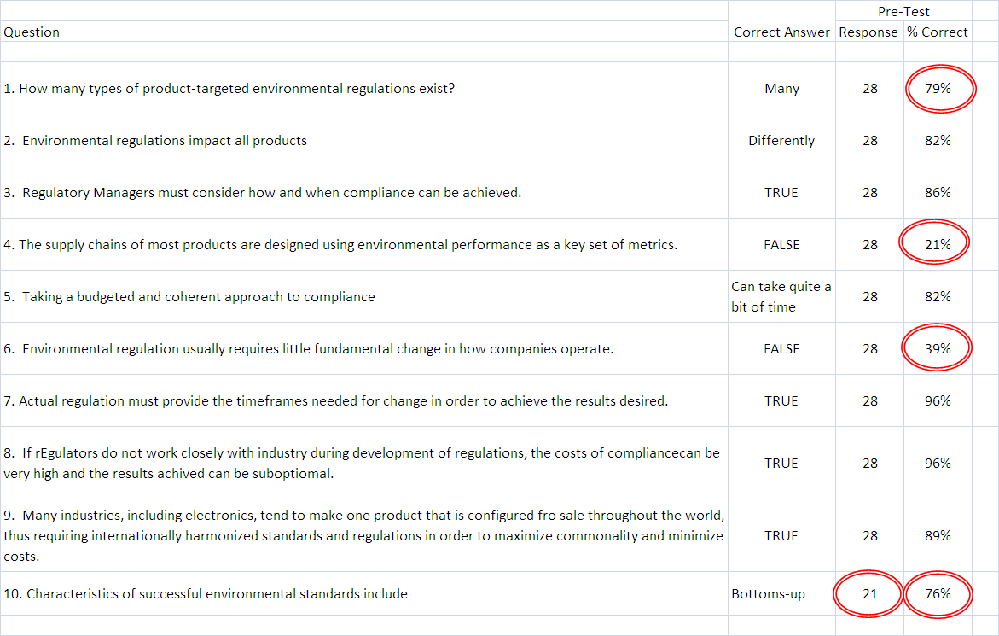 Pre-Test
Question Correct Answer Response % Correct
1. How many types of product-targeted environmental regulations exist? Many 28 79%
2.  Environmental regulations impact all products Differently 28 82%
3.  Regulatory Managers must consider how and when compliance can be achieved. TRUE 28 86%
4. The supply chains of most products are designed using environmental performance as a key set of metrics. FALSE 28 21%
5.  Taking a budgeted and coherent approach to compliance Can take quite a
bit of time 28 82%
6.  Environmental regulation usually requires little fundamental change in how companies operate. FALSE 28 39%
7. Actual regulation must provide the timeframes needed for change in order to achieve the results desired. TRUE 28 96%
8.  If rEgulators do not work closely with industry during development of regulations, the costs of compliancecan be
very high and the results achived can be suboptiomal. TRUE 28 96%
9.  Many industries, including electronics, tend to make one product that is configured fro sale throughout the world,
thus requiring internationally harmonized standards and regulations in order to maximize commonality and minimize
costs. TRUE 28 89%
10. Characteristics of successful environmental standards include Bottoms-up 21 76%